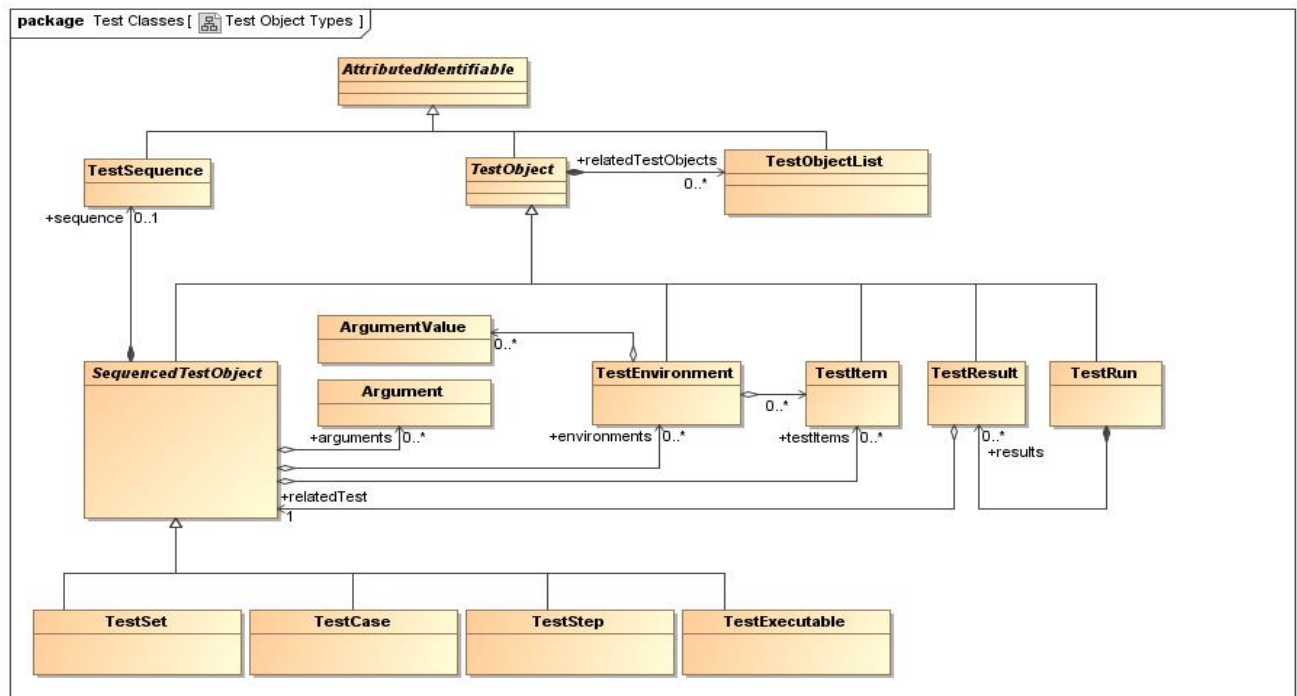 package Test Classes [ Test Object Types ]
AttributedIdentifiable
TestSequence
TestObject
+relatedTestObjects
0..*
TestObjectList
+sequence 0..1
ArgumentValue
0..*
SequencedTestObject
Argument
+arguments 0..*
TestEnvironment
0..*
TestItem
TestResult
TestRun
+environments 0..*
+testItems 0..*
0..*
+results
+relatedTest
1
TestSet
TestCase
TestStep
TestExecutable